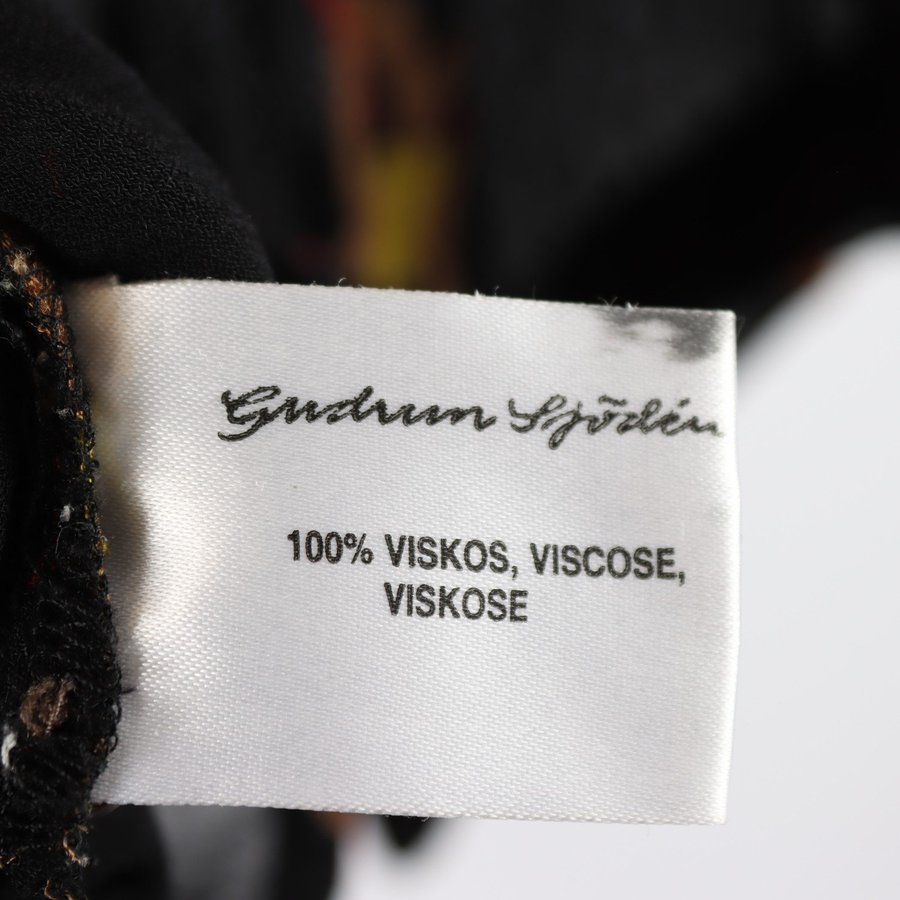 Gudrun Sjödén
100% VISKOS, VISCOSE,
VISKOSE